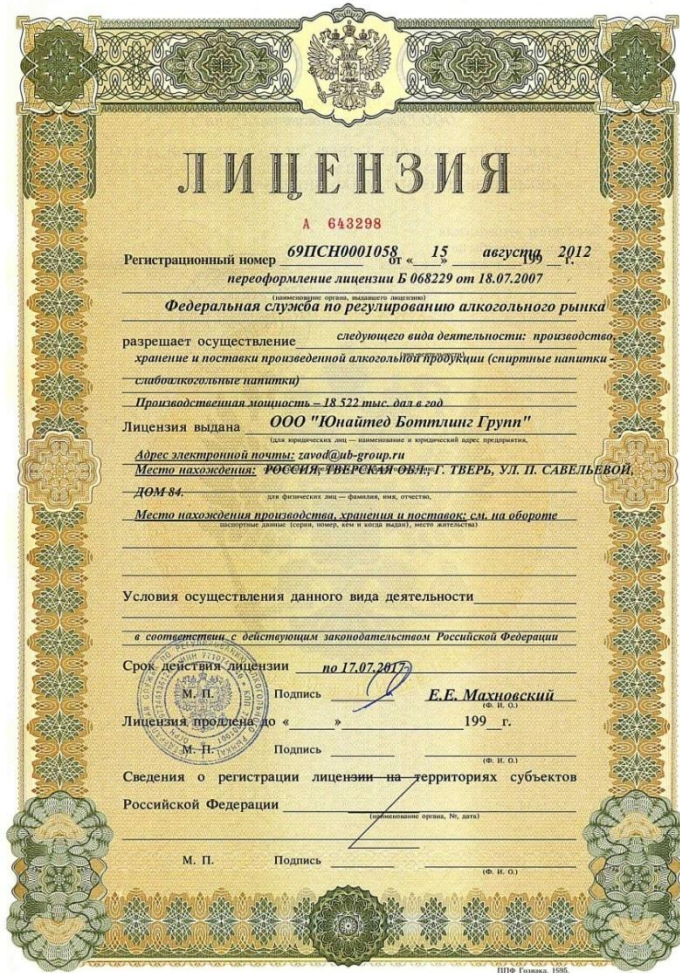 ЛИЦЕНЗИЯ
А 643298
Регистрационный номер 69ПСН0001058 от « 15 » августа 2012 199 г.
переоформление лицензии Б 068229 от 18.07.2007
(наименование органа, выдавшего лицензию)
Федеральная служба по регулированию алкогольного рынка
разрешает осуществление следующего вида деятельности: производство,
хранение и поставки произведенной алкогольной продукции (спиртные напитки -
слабоалкогольные напитки)
Производственная мощность – 18 522 тыс. дал в год
Лицензия выдана ООО "Юнайтед Боттлинг Групп"
(для юридических лиц — наименование и юридический адрес предприятия,
Адрес электронной почты: zavod@ub-group.ru
Место нахождения: РОССИЯ, ТВЕРСКАЯ ОБЛ., Г. ТВЕРЬ, УЛ. П. САВЕЛЬЕВОЙ,
ДОМ 84.
для физических лиц — фамилия, имя, отчество,
Место нахождения производства, хранения и поставок: см. на обороте
паспортные данные (серия, номер, кем и когда выдан), место жительства)
Условия осуществления данного вида деятельности
в соответствии с действующим законодательством Российской Федерации
Срок действия лицензии по 17.07.2017
М. П. Подпись Е.Е. Махновский
(Ф. И. О.)
Лицензия продлена до « » 199 г.
М. П. Подпись
(Ф. И. О.)
Сведения о регистрации лицензии на территориях субъектов
Российской Федерации
(наименование органа, №, дата)
М. П. Подпись
(Ф. И. О.)
ППФ Гознака.